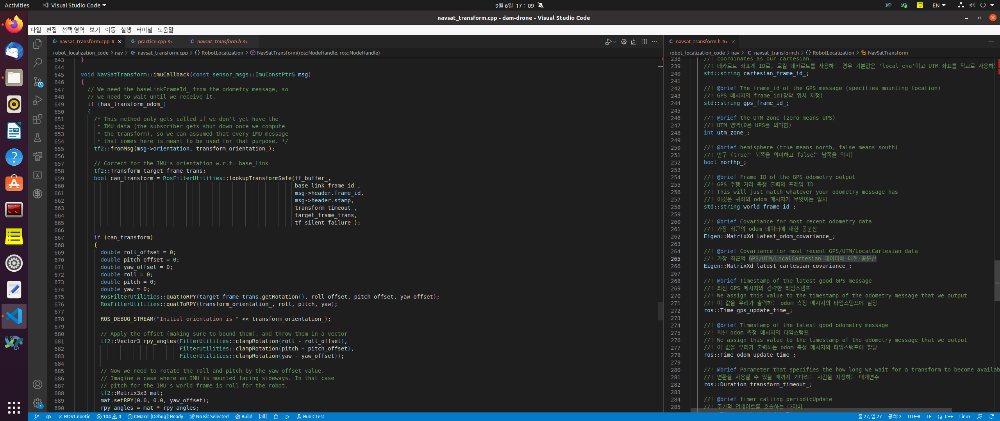 Activities
Visual Studio Code
9월 6일 17 : 09
EN
navsat_transform.cpp - dam-drone - Visual Studio Code
파일 편집 선택 영역 보기 이동 실행 터미널 도움말
navsat_transform.cpp 8
practice.cpp 9+
navsat_transform.h 9+
robot_localization_code > nav > navsat_transform.cpp > {} RobotLocalization > NavSatTransform(ros::NodeHandle, ros::NodeHandle)
643 }
644
645 void NavSatTransform::imuCallback(const sensor_msgs::ImuConstPtr& msg)
646 {
647 // We need the baseLinkFrameId_ from the odometry message, so
648 // we need to wait until we receive it.
649 if (has_transform_odom_)
650 {
651 /* This method only gets called if we don't yet have the
652 * IMU data (the subscriber gets shut down once we compute
653 * the transform), so we can assumed that every IMU message
654 * that comes here is meant to be used for that purpose. */
655 tf2::fromMsg(msg->orientation, transform_orientation_);
656
657 // Correct for the IMU's orientation w.r.t. base_link
658 tf2::Transform target_frame_trans;
659 bool can_transform = RosFilterUtilities::lookupTransformSafe(tf_buffer_,
660 base_link_frame_id_,
661 msg->header.frame_id,
662 msg->header.stamp,
663 transform_timeout_,
664 target_frame_trans,
665 tf_silent_failure_);
666
667 if (can_transform)
668 {
669 double roll_offset = 0;
670 double pitch_offset = 0;
671 double yaw_offset = 0;
672 double roll = 0;
673 double pitch = 0;
674 double yaw = 0;
675 RosFilterUtilities::quatToRPY(target_frame_trans.getRotation(), roll_offset, pitch_offset, yaw_offset);
676 RosFilterUtilities::quatToRPY(transform_orientation_, roll, pitch, yaw);
677
678 ROS_DEBUG_STREAM("Initial orientation is " << transform_orientation_);
679
680 // Apply the offset (making sure to bound them), and throw them in a vector
681 tf2::Vector3 rpy_angles(FilterUtilities::clampRotation(roll - roll_offset),
682 FilterUtilities::clampRotation(pitch - pitch_offset),
683 FilterUtilities::clampRotation(yaw - yaw_offset));
684
685 // Now we need to rotate the roll and pitch by the yaw offset value.
686 // Imagine a case where an IMU is mounted facing sideways. In that case
687 // pitch for the IMU's world frame is roll for the robot.
688 tf2::Matrix3x3 mat;
689 mat.setRPY(0.0, 0.0, yaw_offset);
690 rpy_angles = mat * rpy_angles;
navsat_transform.h 9+
robot_localization_code > nav > navsat_transform.h > {} RobotLocalization > NavSatTransform
238 //! coordinates as our cartesian.
239 //! 데카르트 좌표계 ID로, 로컬 데카르트를 사용하는 경우 기본값은 'local_enu'이고 UTM 좌표를 직교로 사용하는
240 std::string cartesian_frame_id_;
241
242 //! @brief The frame_id of the GPS message (specifies mounting location)
243 //! GPS 메시지의 frame_id(장착 위치 지정)
244 std::string gps_frame_id_;
245
246 //! @brief the UTM zone (zero means UPS)
247 //! UTM 영역(0은 UPS를 의미함)
248 int utm_zone_;
249
250 //! @brief hemisphere (true means north, false means south)
251 //! 반구 (true는 북쪽을 의미하고 false는 남쪽을 의미)
252 bool northp_;
253
254 //! @brief Frame ID of the GPS odometry output
255 //! GPS 주행 거리 측정 출력의 프레임 ID
256 //! This will just match whatever your odometry message has
257 //! 이것은 귀하의 odom 메시지가 무엇이든 일치
258 std::string world_frame_id_;
259
260 //! @brief Covariance for most recent odometry data
261 //! 가장 최근의 odom 데이터에 대한 공분산
262 Eigen::MatrixXd latest_odom_covariance_;
263
264 //! @brief Covariance for most recent GPS/UTM/LocalCartesian data
265 //! 가장 최근의 GPS/UTM/LocalCartesian 데이터에 대한 공분산
266 Eigen::MatrixXd latest_cartesian_covariance_;
267
268 //! @brief Timestamp of the latest good GPS message
269 //! 최신 GPS 메시지의 간략한 타임스탬프
270 //! We assign this value to the timestamp of the odometry message that we output
271 //! 이 값을 우리가 출력하는 odom 측정 메시지의 타임스탬프에 할당
272 ros::Time gps_update_time_;
273
274 //! @brief Timestamp of the latest good odometry message
275 //! 최신 odom 측정 메시지의 타임스탬프
276 //! We assign this value to the timestamp of the odometry message that we output
277 //! 이 값을 우리가 출력하는 odom 측정 메시지의 타임스탬프에 할당
278 ros::Time odom_update_time_;
279
280 //! @brief Parameter that specifies the how long we wait for a transform to become availab
281 //! 변환을 사용할 수 있을 때까지 기다리는 시간을 지정하는 매개변수
282 ros::Duration transform_timeout_;
283
284 //! @brief timer calling periodicUpdate
285 //! 주기적 업데이트를 호출하는 타이머
ROS1.noetic 104 0 CMake: [Debug]: Ready No Kit Selected Build [all] Run CTest
줄 27, 열 27 공백: 2 UTF-8 LF C++ Linux